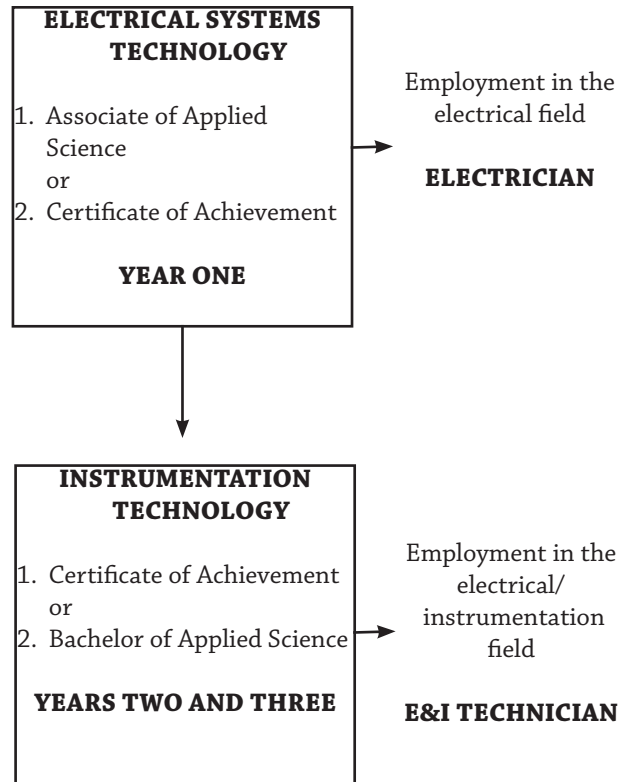 ELECTRICAL SYSTEMS
TECHNOLOGY
1. Associate of Applied
Science
or
2. Certificate of Achievement
YEAR ONE
Employment in the
electrical field
ELECTRICIAN
INSTRUMENTATION
TECHNOLOGY
1. Certificate of Achievement
or
2. Bachelor of Applied Science
YEARS TWO AND THREE
Employment in the
electrical/
instrumentation
field
E&I TECHNICIAN